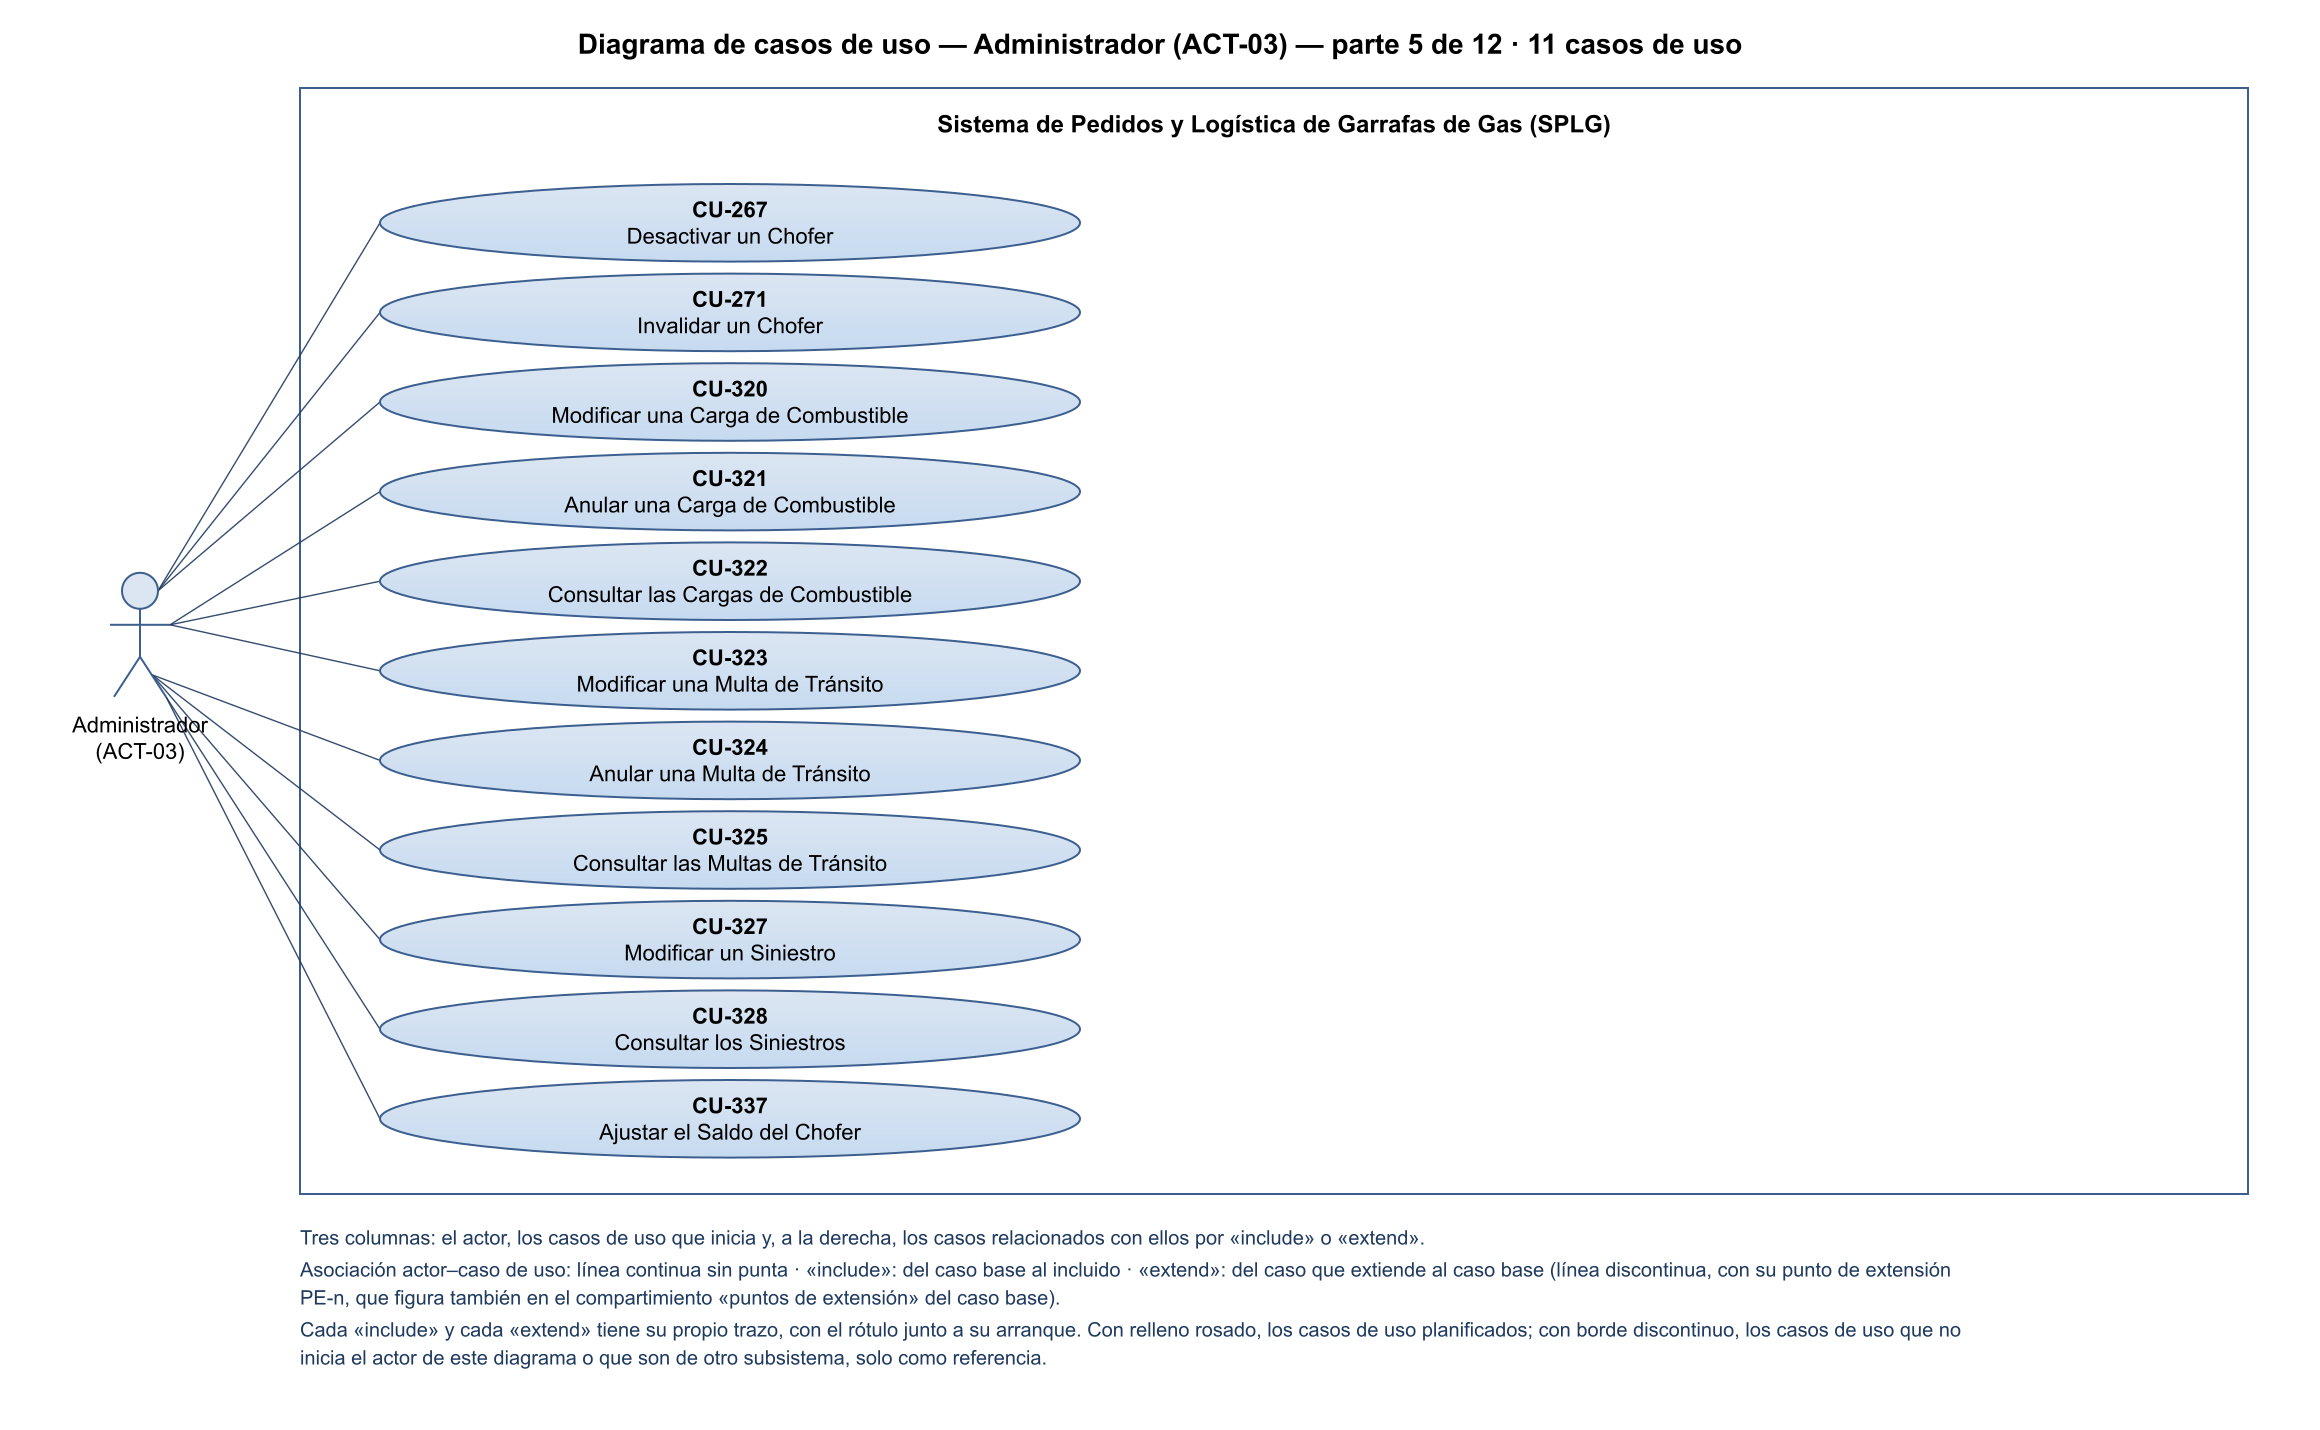 Diagrama de casos de uso — Administrador (ACT-03) — parte 5 de 12 · 11 casos de uso
Sistema de Pedidos y Logística de Garrafas de Gas (SPLG)
CU-267
Desactivar un Chofer
CU-271
Invalidar un Chofer
CU-320
Modificar una Carga de Combustible
CU-321
Anular una Carga de Combustible
CU-322
Consultar las Cargas de Combustible
CU-323
Modificar una Multa de Tránsito
Administrador
(ACT-03)
CU-324
Anular una Multa de Tránsito
CU-325
Consultar las Multas de Tránsito
CU-327
Modificar un Siniestro
CU-328
Consultar los Siniestros
CU-337
Ajustar el Saldo del Chofer
Tres columnas: el actor, los casos de uso que inicia y, a la derecha, los casos relacionados con ellos por «include» o «extend».
Asociación actor–caso de uso: línea continua sin punta · «include»: del caso base al incluido · «extend»: del caso que extiende al caso base (línea discontinua, con su punto de extensión
PE-n, que figura también en el compartimiento «puntos de extensión» del caso base).
Cada «include» y cada «extend» tiene su propio trazo, con el rótulo junto a su arranque. Con relleno rosado, los casos de uso planificados; con borde discontinuo, los casos de uso que no
inicia el actor de este diagrama o que son de otro subsistema, solo como referencia.